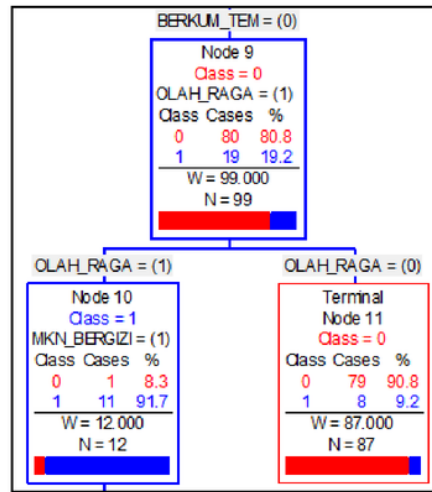 BERKUM_TEM = (0)
Node 9
Class = 0
OLAH_RAGA = (1)
Class Cases %
0 80 80.8
1 19 19.2
W = 99.000
N = 99
OLAH_RAGA = (1)
Node 10
Class = 1
MKN_BERGIZI = (1)
Class Cases %
0 1 8.3
1 11 91.7
W = 12.000
N = 12
OLAH_RAGA = (0)
Terminal
Node 11
Class = 0
Class Cases %
0 79 90.8
1 8 9.2
W = 87.000
N = 87